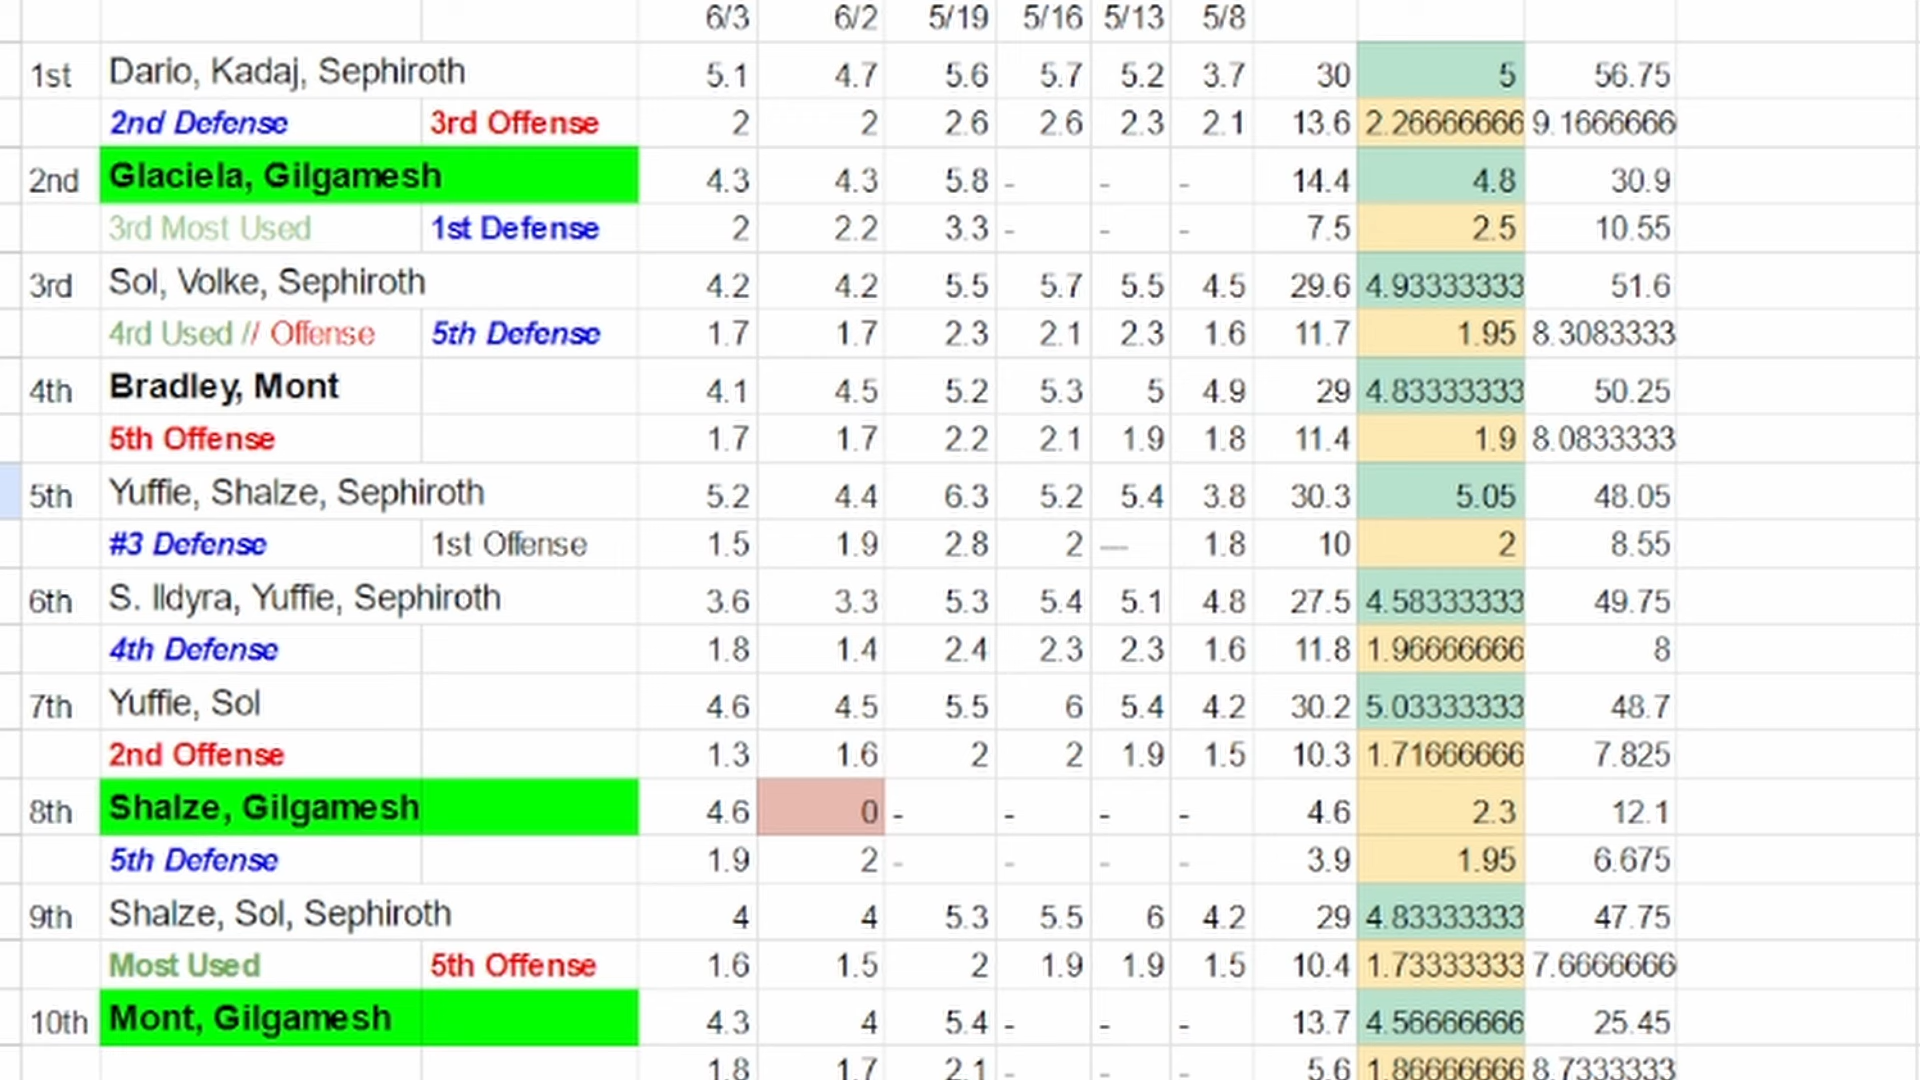 6/3 6/2 5/19 5/16 5/13 5/8
1st Dario, Kadaj, Sephiroth 5.1 4.7 5.6 5.7 5.2 3.7 30 5 56.75
2nd Defense 3rd Offense 2 2 2.6 2.6 2.3 2.1 13.6 2.26666666 9.1666666
2nd Glaciela, Gilgamesh 4.3 4.3 5.8 - - - 14.4 4.8 30.9
3rd Most Used 1st Defense 2 2.2 3.3 - - - 7.5 2.5 10.55
3rd Sol, Volke, Sephiroth 4.2 4.2 5.5 5.7 5.5 4.5 29.6 4.93333333 51.6
4rd Used // Offense 5th Defense 1.7 1.7 2.3 2.1 2.3 1.6 11.7 1.95 8.3083333
4th Bradley, Mont 4.1 4.5 5.2 5.3 5 4.9 29 4.83333333 50.25
5th Offense 1.7 1.7 2.2 2.1 1.9 1.8 11.4 1.9 8.0833333
5th Yuffie, Shalze, Sephiroth 5.2 4.4 6.3 5.2 5.4 3.8 30.3 5.05 48.05
#3 Defense 1st Offense 1.5 1.9 2.8 2 — 1.8 10 2 8.55
6th S. Ildyra, Yuffie, Sephiroth 3.6 3.3 5.3 5.4 5.1 4.8 27.5 4.58333333 49.75
4th Defense 1.8 1.4 2.4 2.3 2.3 1.6 11.8 1.96666666 8
7th Yuffie, Sol 4.6 4.5 5.5 6 5.4 4.2 30.2 5.03333333 48.7
2nd Offense 1.3 1.6 2 2 1.9 1.5 10.3 1.71666666 7.825
8th Shalze, Gilgamesh 4.6 0 - - - - 4.6 2.3 12.1
5th Defense 1.9 2 - - - - 3.9 1.95 6.675
9th Shalze, Sol, Sephiroth 4 4 5.3 5.5 6 4.2 29 4.83333333 47.75
Most Used 5th Offense 1.6 1.5 2 1.9 1.9 1.5 10.4 1.73333333 7.6666666
10th Mont, Gilgamesh 4.3 4 5.4 - - - 13.7 4.56666666 25.45
1.8 1.7 2.1 - - - 5.6 1.86666666 8.7333333